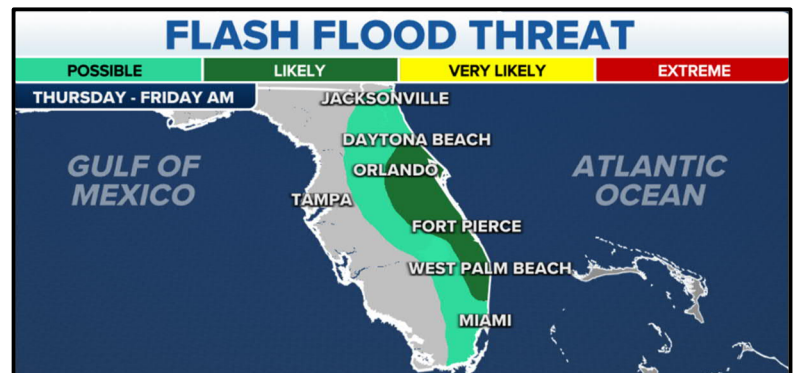 FLASH FLOOD THREAT
POSSIBLE LIKELY VERY LIKELY EXTREME
THURSDAY - FRIDAY AM
JACKSONVILLE
DAYTONA BEACH
GULF OF
MEXICO
ORLANDO
ATLANTIC
OCEAN
TAMPA
FORT PIERCE
WEST PALM BEACH
MIAMI